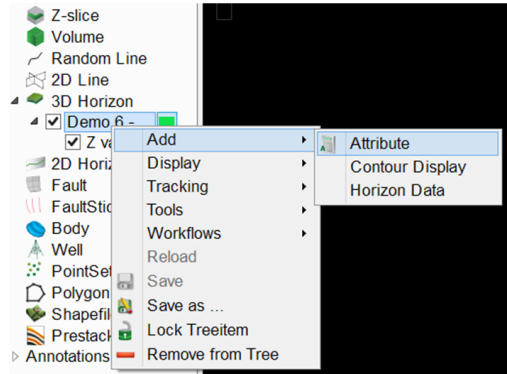 Z-slice
Volume
Random Line
2D Line
3D Horizon
Demo 6 -
Z va
2D Horiz
Fault
FaultStic
Body
Well
PointSet
Polygon
Shapefil
Prestack
Annotations
Add
Display
Tracking
Tools
Workflows
Reload
Save
Save as ...
Lock Treeitem
Remove from Tree
Attribute
Contour Display
Horizon Data